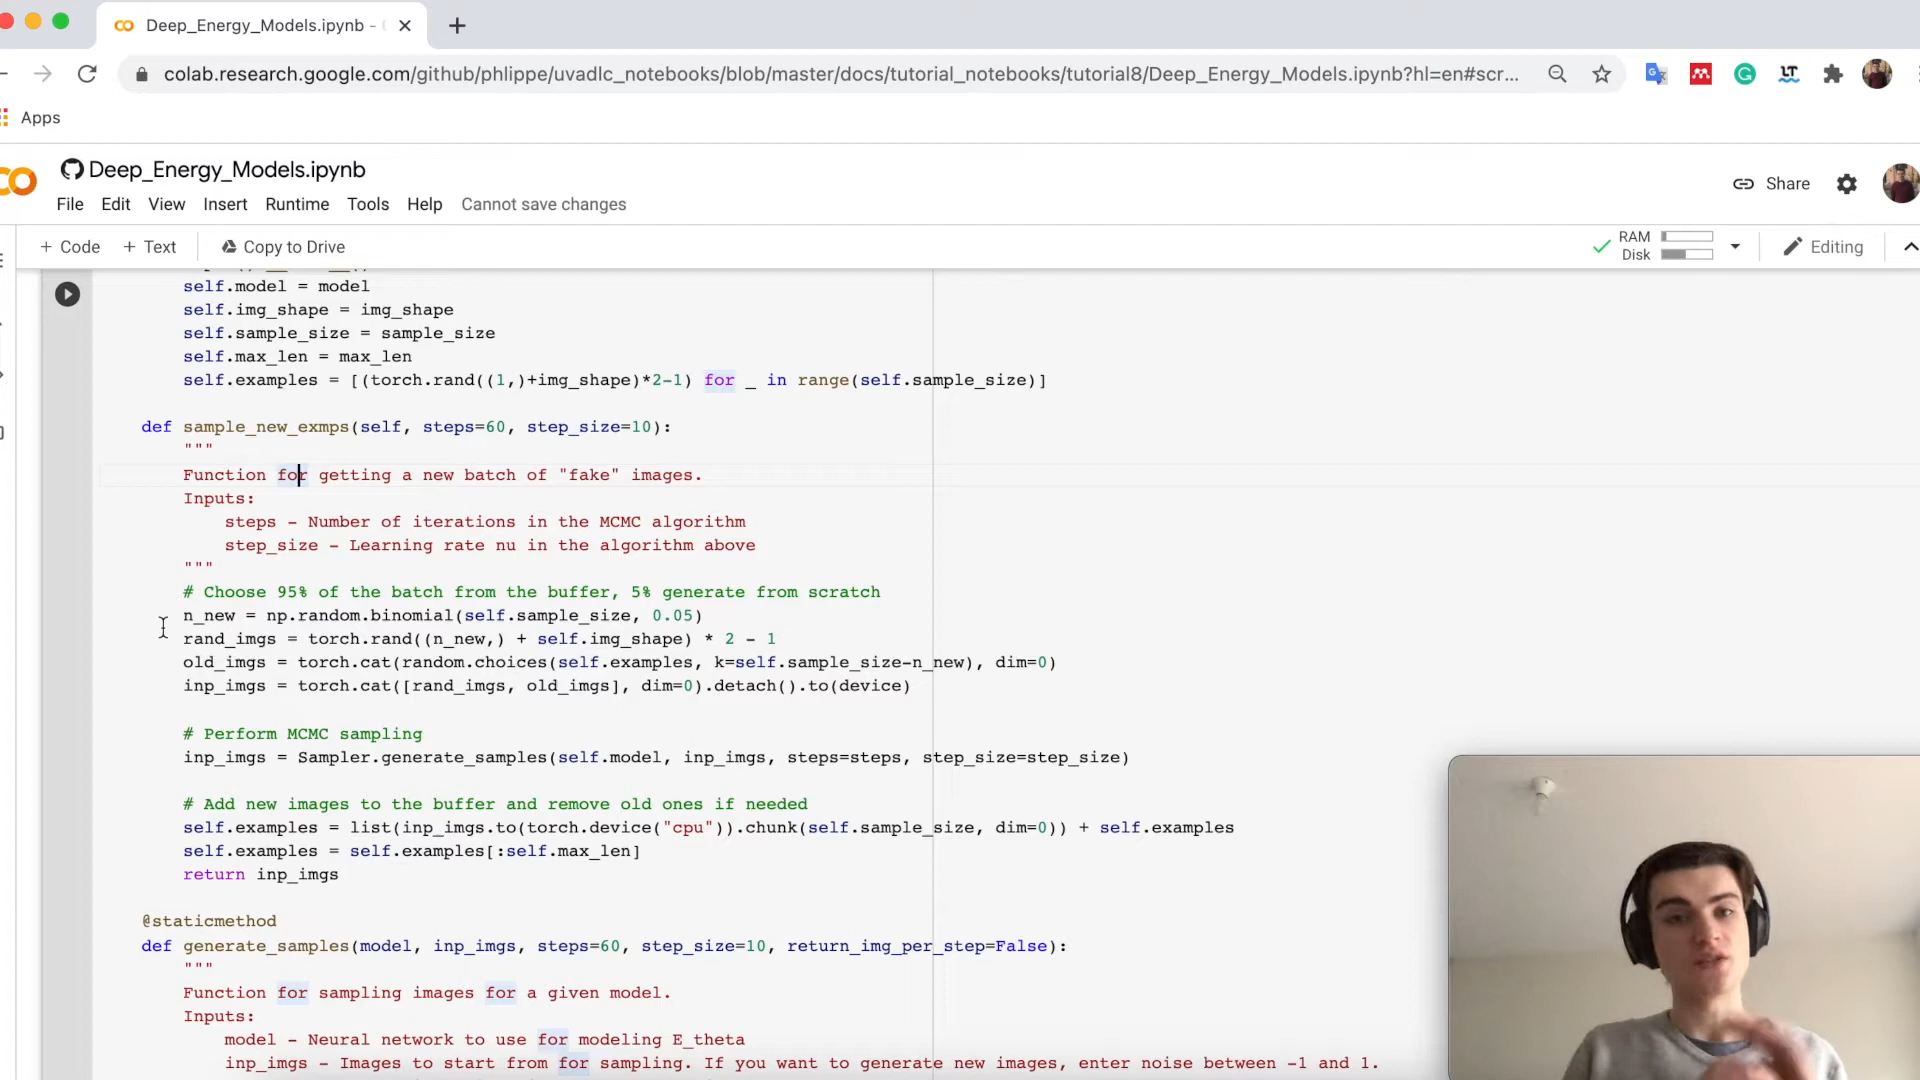 Deep_Energy_Models.ipynb -
colab.research.google.com/github/phlippe/uvadlc_notebooks/blob/master/docs/tutorial_notebooks/tutorial8/Deep_Energy_Models.ipynb?hl=en#scr...
Apps
Deep_Energy_Models.ipynb
Share
File Edit View Insert Runtime Tools Help Cannot save changes
+ Code + Text Copy to Drive
RAM
Disk
Editing
self.model = model
self.img_shape = img_shape
self.sample_size = sample_size
self.max_len = max_len
self.examples = [(torch.rand((1,)+img_shape)*2-1) for _ in range(self.sample_size)]
def sample_new_exmps(self, steps=60, step_size=10):
"""
Function for getting a new batch of "fake" images.
Inputs:
steps - Number of iterations in the MCMC algorithm
step_size - Learning rate nu in the algorithm above
"""
# Choose 95% of the batch from the buffer, 5% generate from scratch
n_new = np.random.binomial(self.sample_size, 0.05)
rand_imgs = torch.rand((n_new,) + self.img_shape) * 2 - 1
old_imgs = torch.cat(random.choices(self.examples, k=self.sample_size-n_new), dim=0)
inp_imgs = torch.cat([rand_imgs, old_imgs], dim=0).detach().to(device)
# Perform MCMC sampling
inp_imgs = Sampler.generate_samples(self.model, inp_imgs, steps=steps, step_size=step_size)
# Add new images to the buffer and remove old ones if needed
self.examples = list(inp_imgs.to(torch.device("cpu")).chunk(self.sample_size, dim=0)) + self.examples
self.examples = self.examples[:self.max_len]
return inp_imgs
@staticmethod
def generate_samples(model, inp_imgs, steps=60, step_size=10, return_img_per_step=False):
"""
Function for sampling images for a given model.
Inputs:
model - Neural network to use for modeling E_theta
inp_imgs - Images to start from for sampling. If you want to generate new images, enter noise between -1 and 1.